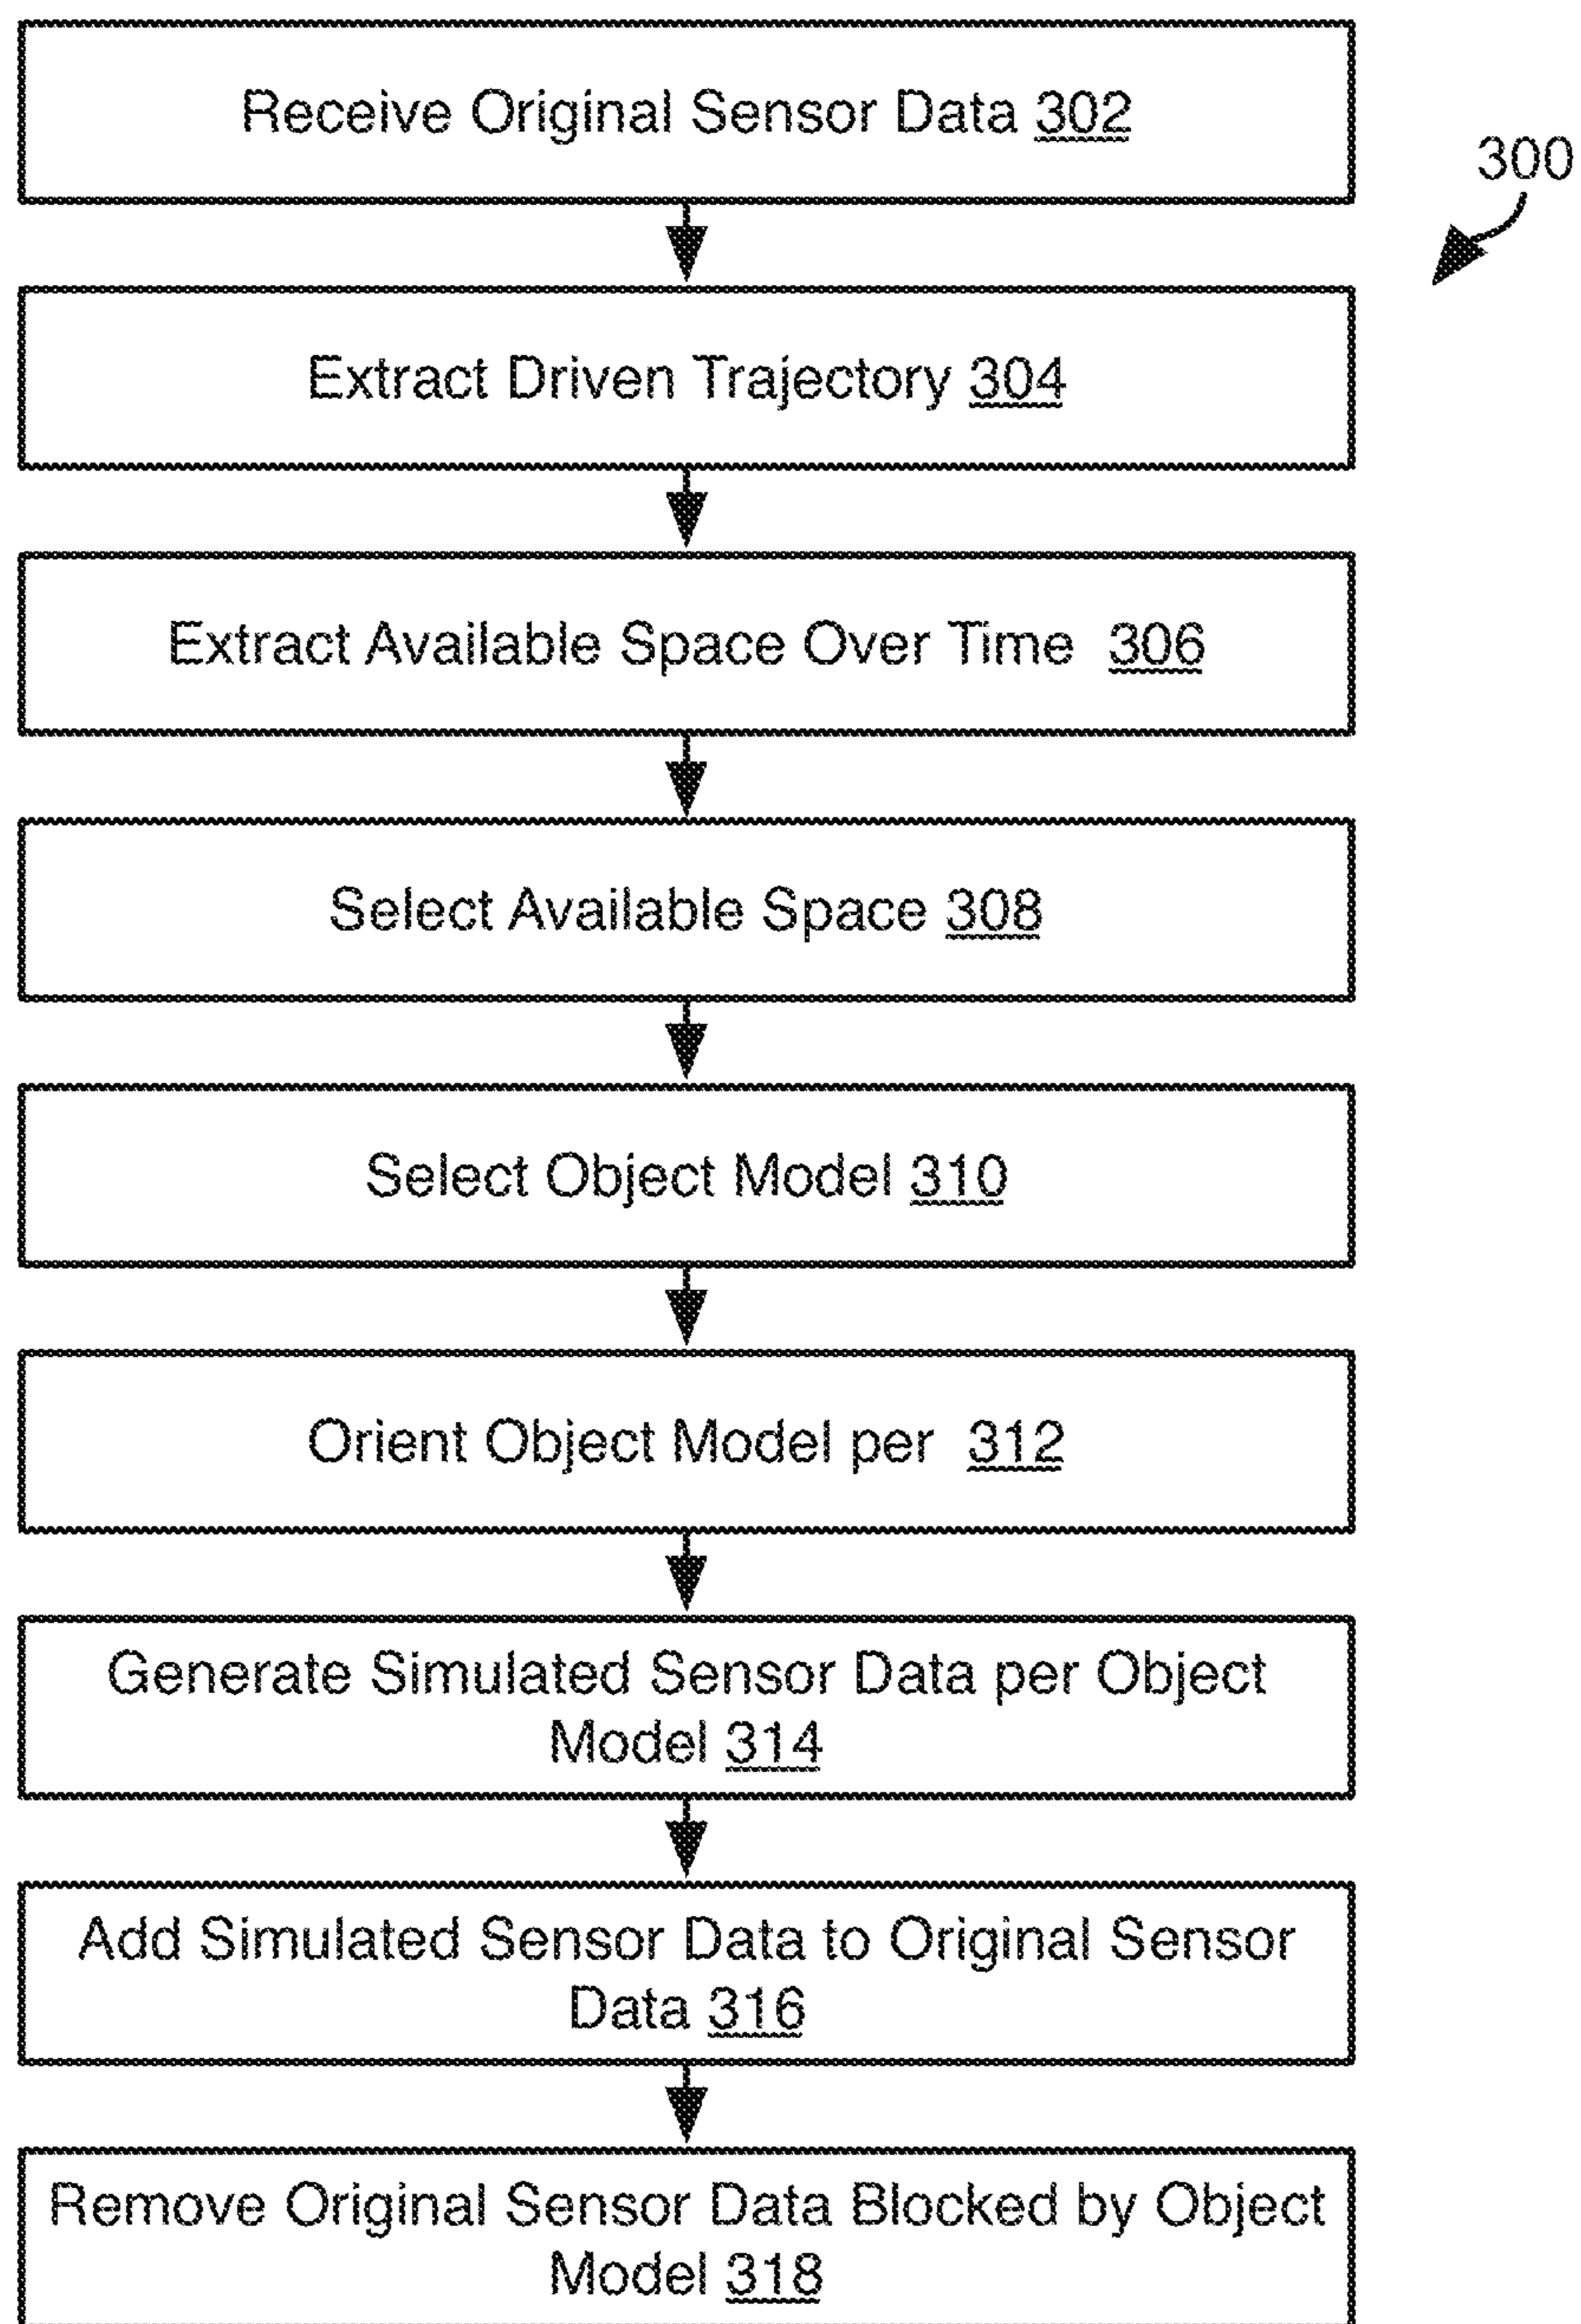 Receive Original Sensor Data 302
300
Extract Driven Trajectory 304
Extract Available Space Over Time 306
Select Available Space 308
Select Object Model 310
Orient Object Model per 312
Generate Simulated Sensor Data per Object
Model 314
Add Simulated Sensor Data to Original Sensor
Data 316
Remove Original Sensor Data Blocked by Object
Model 318